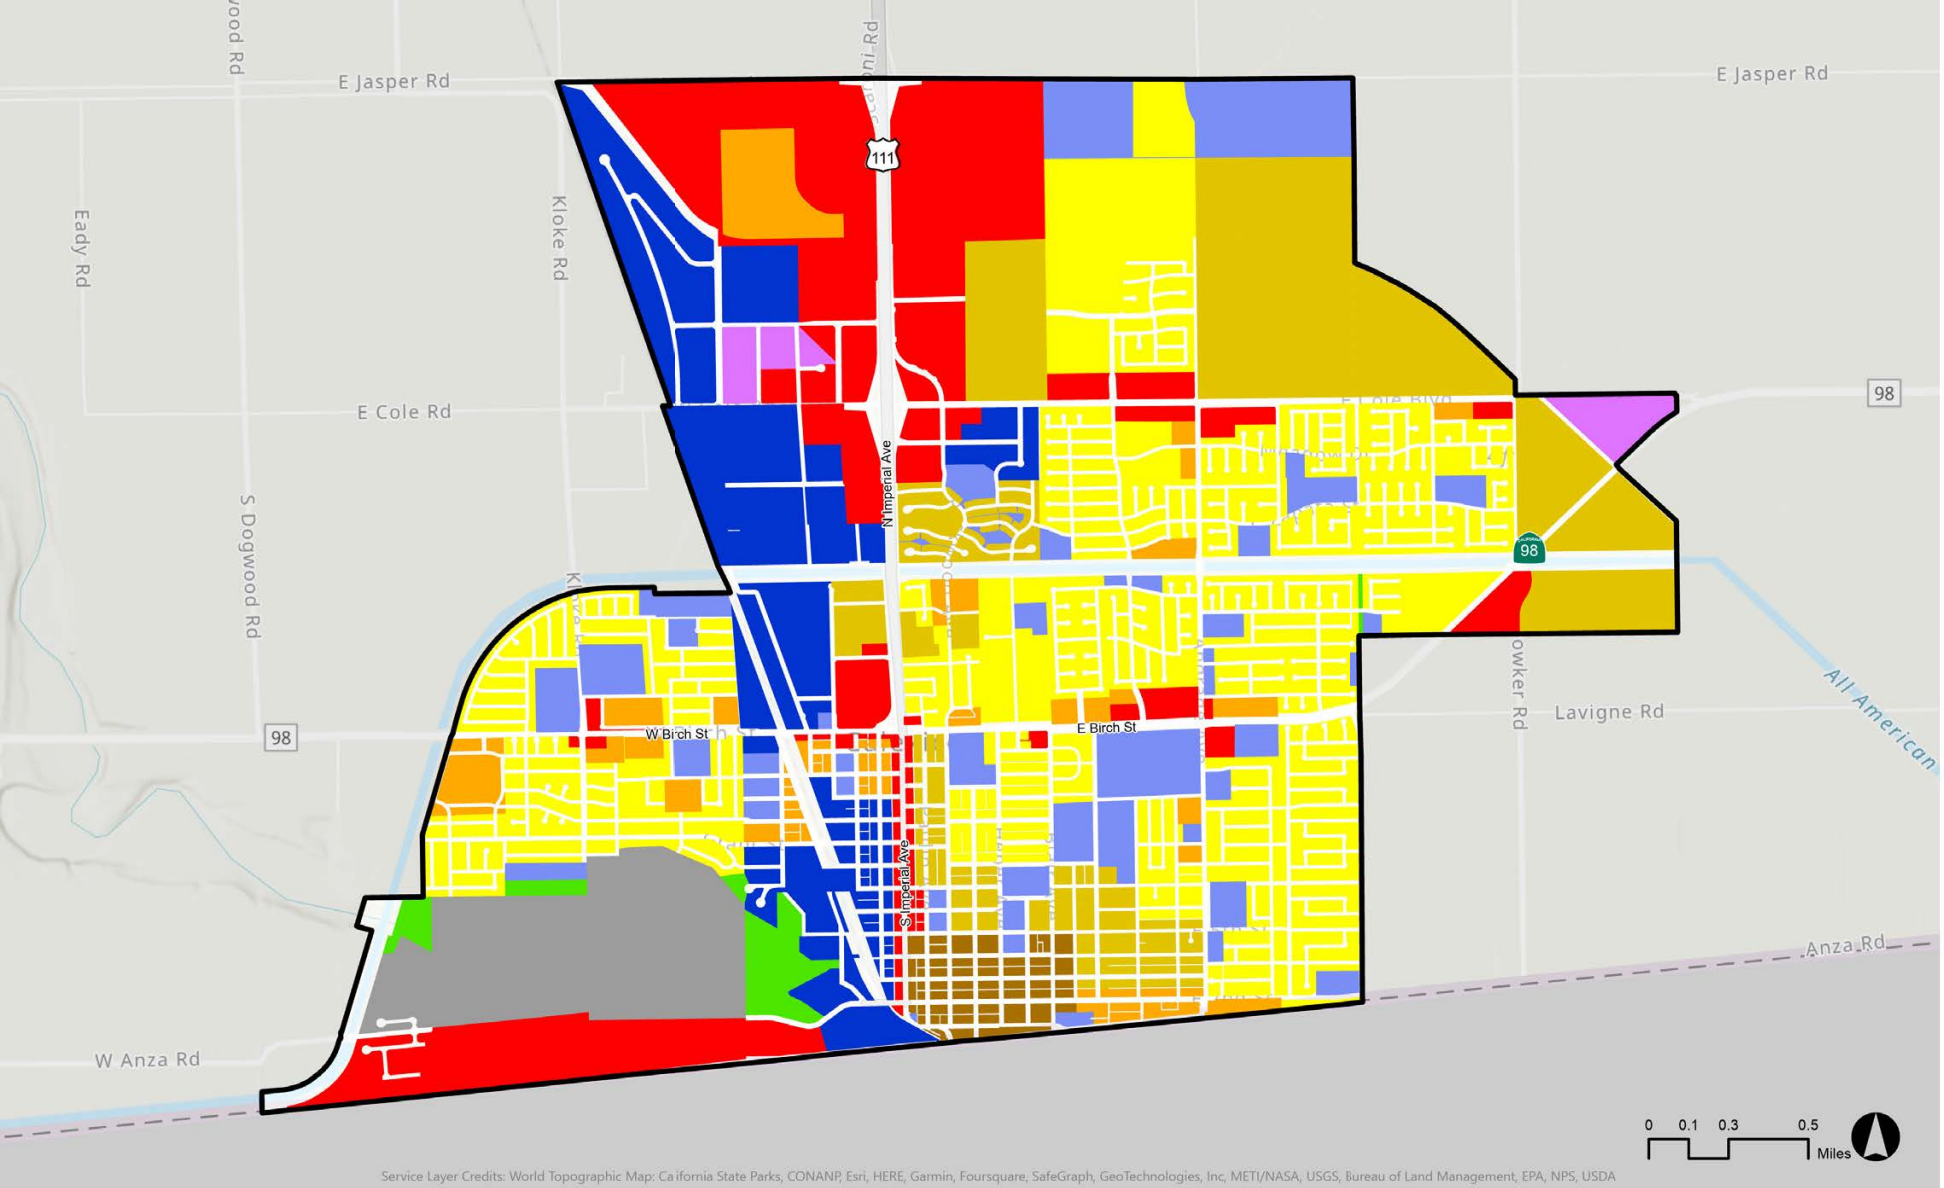 E Jasper Rd
E Jasper Rd
111
Kloke Rd
Eady Rd
E Cole Rd
98
N Imperial Ave
S Dogwood Rd
98
All American
Lavigne Rd
98
W Birch St
E Birch St
S Imperial Ave
Anza Rd
W Anza Rd
0 0.1 0.3 0.5
Miles
Service Layer Credits: World Topographic Map: California State Parks, CONANP, Esri, HERE, Garmin, Foursquare, SafeGraph, GeoTechnologies, Inc, METI/NASA, USGS, Bureau of Land Management, EPA, NPS, USDA